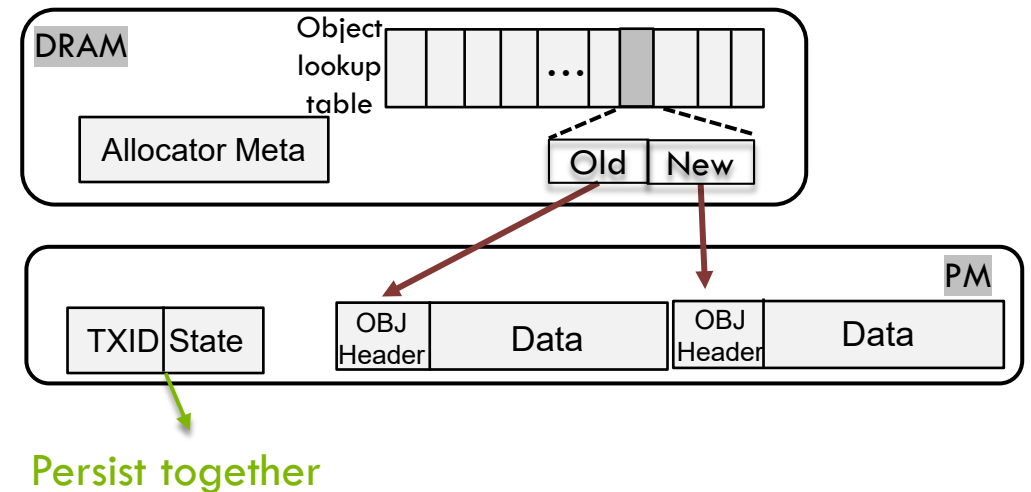 DRAM
Object
lookup
table
...
Allocator Meta
Old New
PM
TXID State
OBJ
Header
Data
OBJ
Header
Data
Persist together